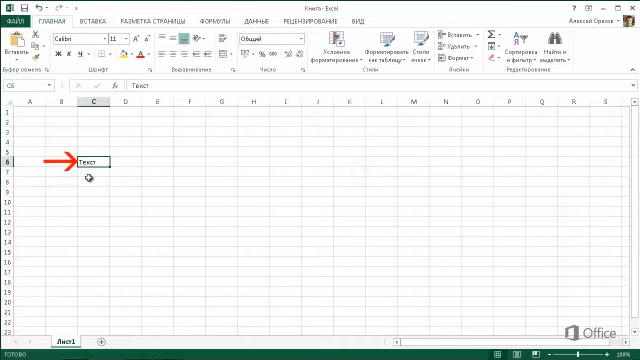 Книга1 - Excel
ФАЙЛ ГЛАВНАЯ ВСТАВКА РАЗМЕТКА СТРАНИЦЫ ФОРМУЛЫ ДАННЫЕ РЕЦЕНЗИРОВАНИЕ ВИД
Алексей Орехов
Вставить
Calibri 11
Ж К Ч
Общий
Условное форматирование
Форматировать как таблицу
Стили ячеек
Вставить
Удалить
Формат
Сортировка и фильтр
Найти и выделить
Буфер обмена Шрифт Выравнивание Число Стили Ячейки Редактирование
C6 fx Текст
A B C D E F G H I J K L M N O P Q R S
1
2
3
4
5
6 Текст
7
8
9
10
11
12
13
14
15
16
17
18
19
20
21
22
23
Office
Лист1
ГОТОВО 100%